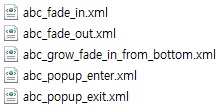 abc_fade_in.xml
abc_fade_out.xml
abc_grow_fade_in_from_bottom.xml
abc_popup_enter.xml
abc_popup_exit.xml